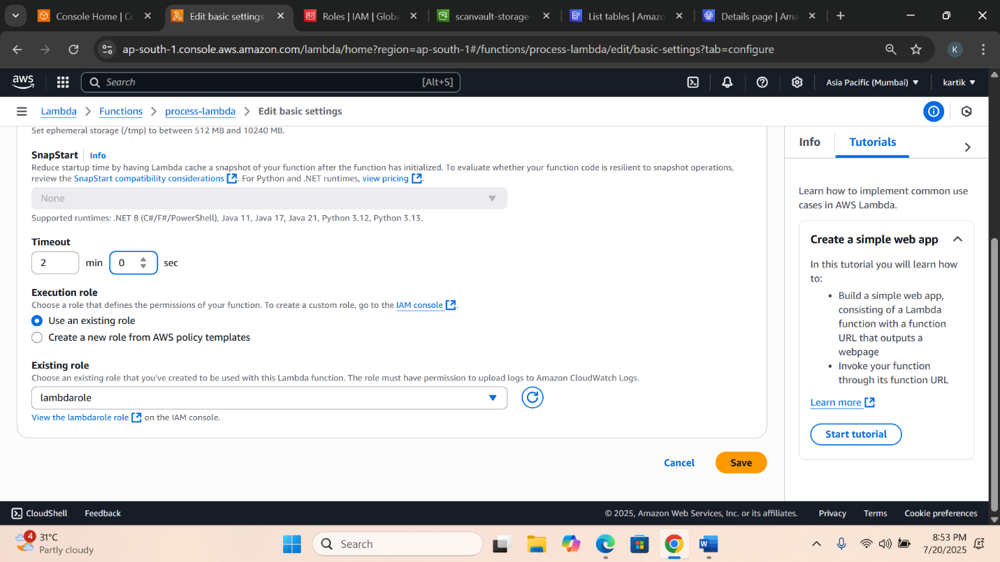 Console Home | Co
Edit basic settings
Roles | IAM | Globa
scanvault-storage-
List tables | Amazo
Details page | Ama
ap-south-1.console.aws.amazon.com/lambda/home?region=ap-south-1#/functions/process-lambda/edit/basic-settings?tab=configure
K
aws
Search
[Alt+S]
Asia Pacific (Mumbai)
kartik
Lambda
Functions
process-lambda
Edit basic settings
Set ephemeral storage (/tmp) to between 512 MB and 10240 MB.
SnapStart Info
Reduce startup time by having Lambda cache a snapshot of your function after the function has initialized. To evaluate whether your function code is resilient to snapshot operations,
review the SnapStart compatibility considerations. For Python and .NET runtimes, view pricing.
None
Supported runtimes: .NET 8 (C#/F#/PowerShell), Java 11, Java 17, Java 21, Python 3.12, Python 3.13.
Timeout
2 min 0 sec
Execution role
Choose a role that defines the permissions of your function. To create a custom role, go to the IAM console.
Use an existing role
Create a new role from AWS policy templates
Existing role
Choose an existing role that you've created to be used with this Lambda function. The role must have permission to upload logs to Amazon CloudWatch Logs.
lambdarole
View the lambdarole role on the IAM console.
Cancel
Save
Info
Tutorials
Learn how to implement common use
cases in AWS Lambda.
Create a simple web app
In this tutorial you will learn how
to:
• Build a simple web app,
consisting of a Lambda
function with a function
URL that outputs a
webpage
• Invoke your function
through its function URL
Learn more
Start tutorial
CloudShell
Feedback
© 2025, Amazon Web Services, Inc. or its affiliates.
Privacy
Terms
Cookie preferences
4
31°C
Partly cloudy
Search
8:53 PM
7/20/2025